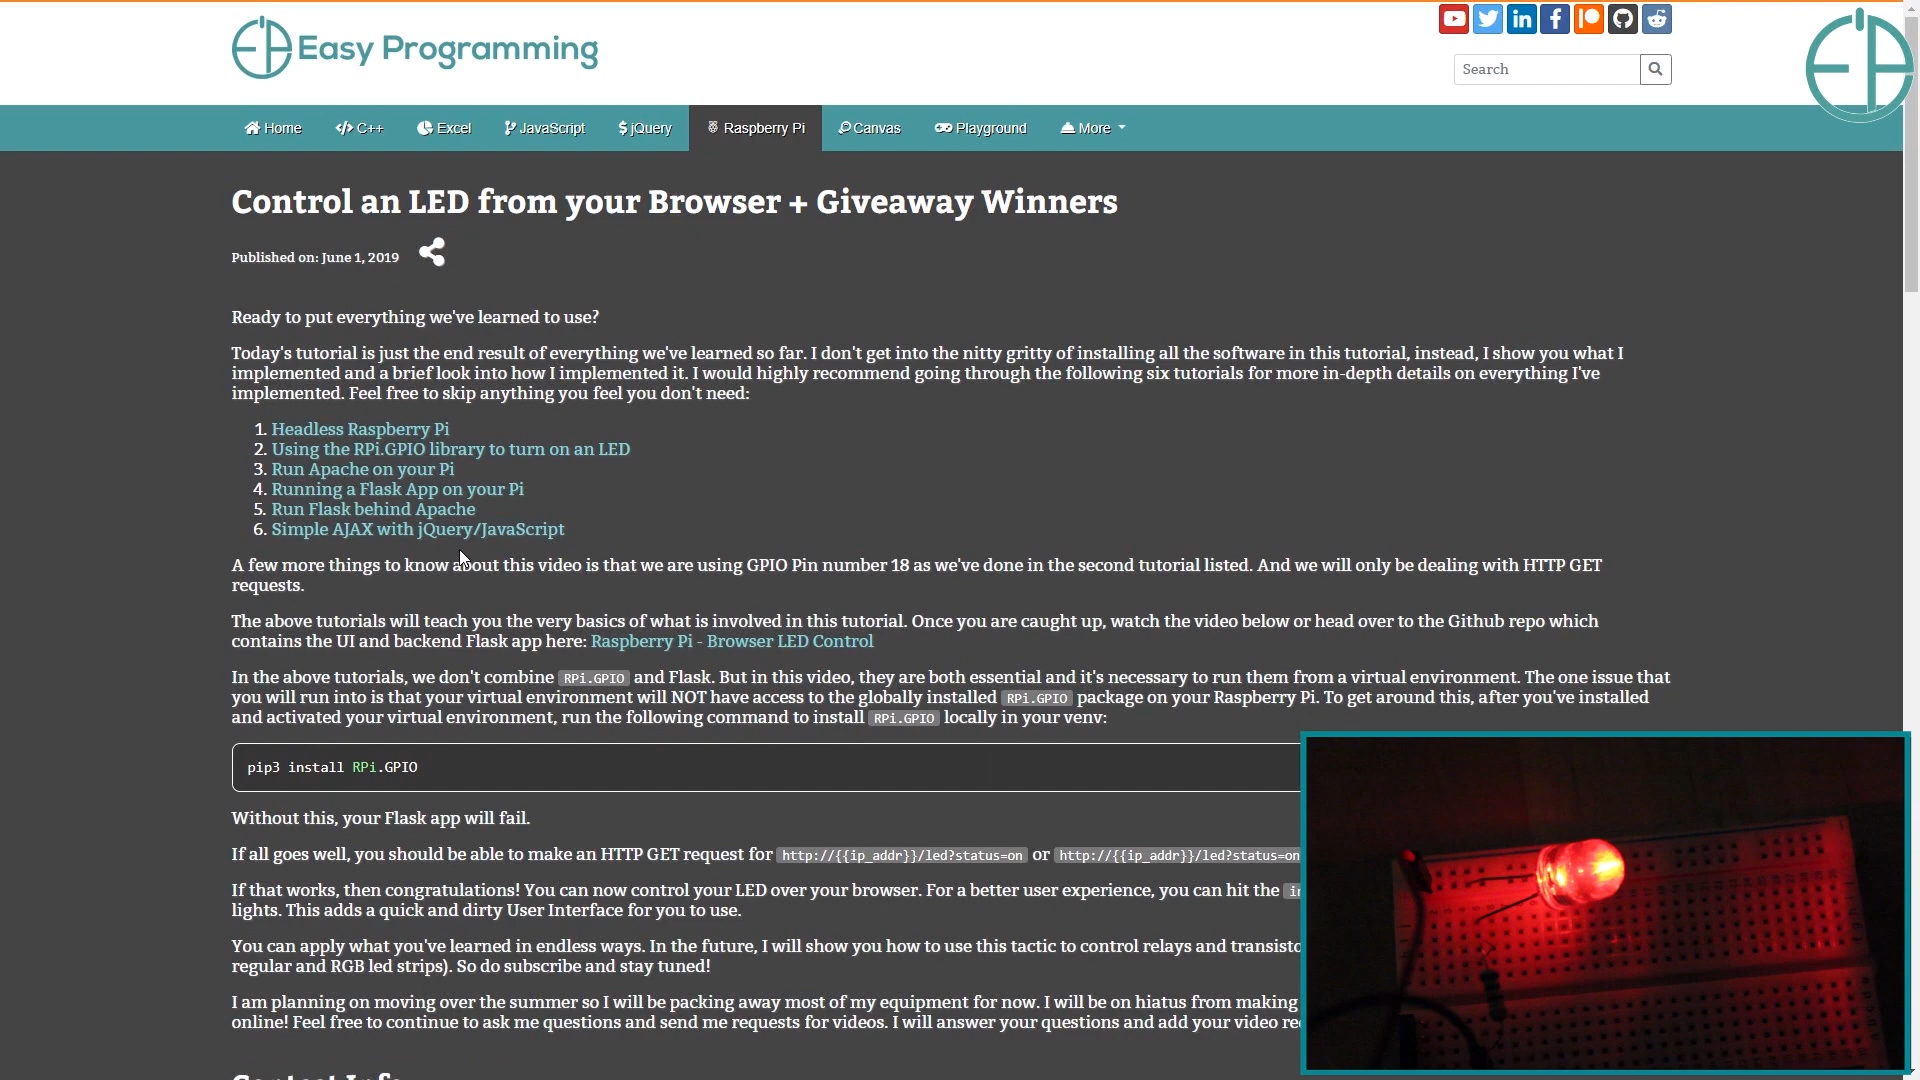 Easy Programming
Search
Home
C++
Excel
JavaScript
jQuery
Raspberry Pi
Canvas
Playground
More
Control an LED from your Browser + Giveaway Winners
Published on: June 1, 2019
Ready to put everything we've learned to use?
Today's tutorial is just the end result of everything we've learned so far. I don't get into the nitty gritty of installing all the software in this tutorial, instead, I show you what I
implemented and a brief look into how I implemented it. I would highly recommend going through the following six tutorials for more in-depth details on everything I've
implemented. Feel free to skip anything you feel you don't need:
1. Headless Raspberry Pi
2. Using the RPi.GPIO library to turn on an LED
3. Run Apache on your Pi
4. Running a Flask App on your Pi
5. Run Flask behind Apache
6. Simple AJAX with jQuery/JavaScript
A few more things to know about this video is that we are using GPIO Pin number 18 as we've done in the second tutorial listed. And we will only be dealing with HTTP GET
requests.
The above tutorials will teach you the very basics of what is involved in this tutorial. Once you are caught up, watch the video below or head over to the Github repo which
contains the UI and backend Flask app here: Raspberry Pi - Browser LED Control
In the above tutorials, we don't combine RPi.GPIO and Flask. But in this video, they are both essential and it's necessary to run them from a virtual environment. The one issue that
you will run into is that your virtual environment will NOT have access to the globally installed RPi.GPIO package on your Raspberry Pi. To get around this, after you've installed
and activated your virtual environment, run the following command to install RPi.GPIO locally in your venv:
pip3 install RPi.GPIO
Without this, your Flask app will fail.
If all goes well, you should be able to make an HTTP GET request for http://{{ip_addr}}/led?status=on or http://{{ip_addr}}/led?status=on
If that works, then congratulations! You can now control your LED over your browser. For a better user experience, you can hit the
lights. This adds a quick and dirty User Interface for you to use.
You can apply what you've learned in endless ways. In the future, I will show you how to use this tactic to control relays and transisto
regular and RGB led strips). So do subscribe and stay tuned!
I am planning on moving over the summer so I will be packing away most of my equipment for now. I will be on hiatus from making
online! Feel free to continue to ask me questions and send me requests for videos. I will answer your questions and add your video re